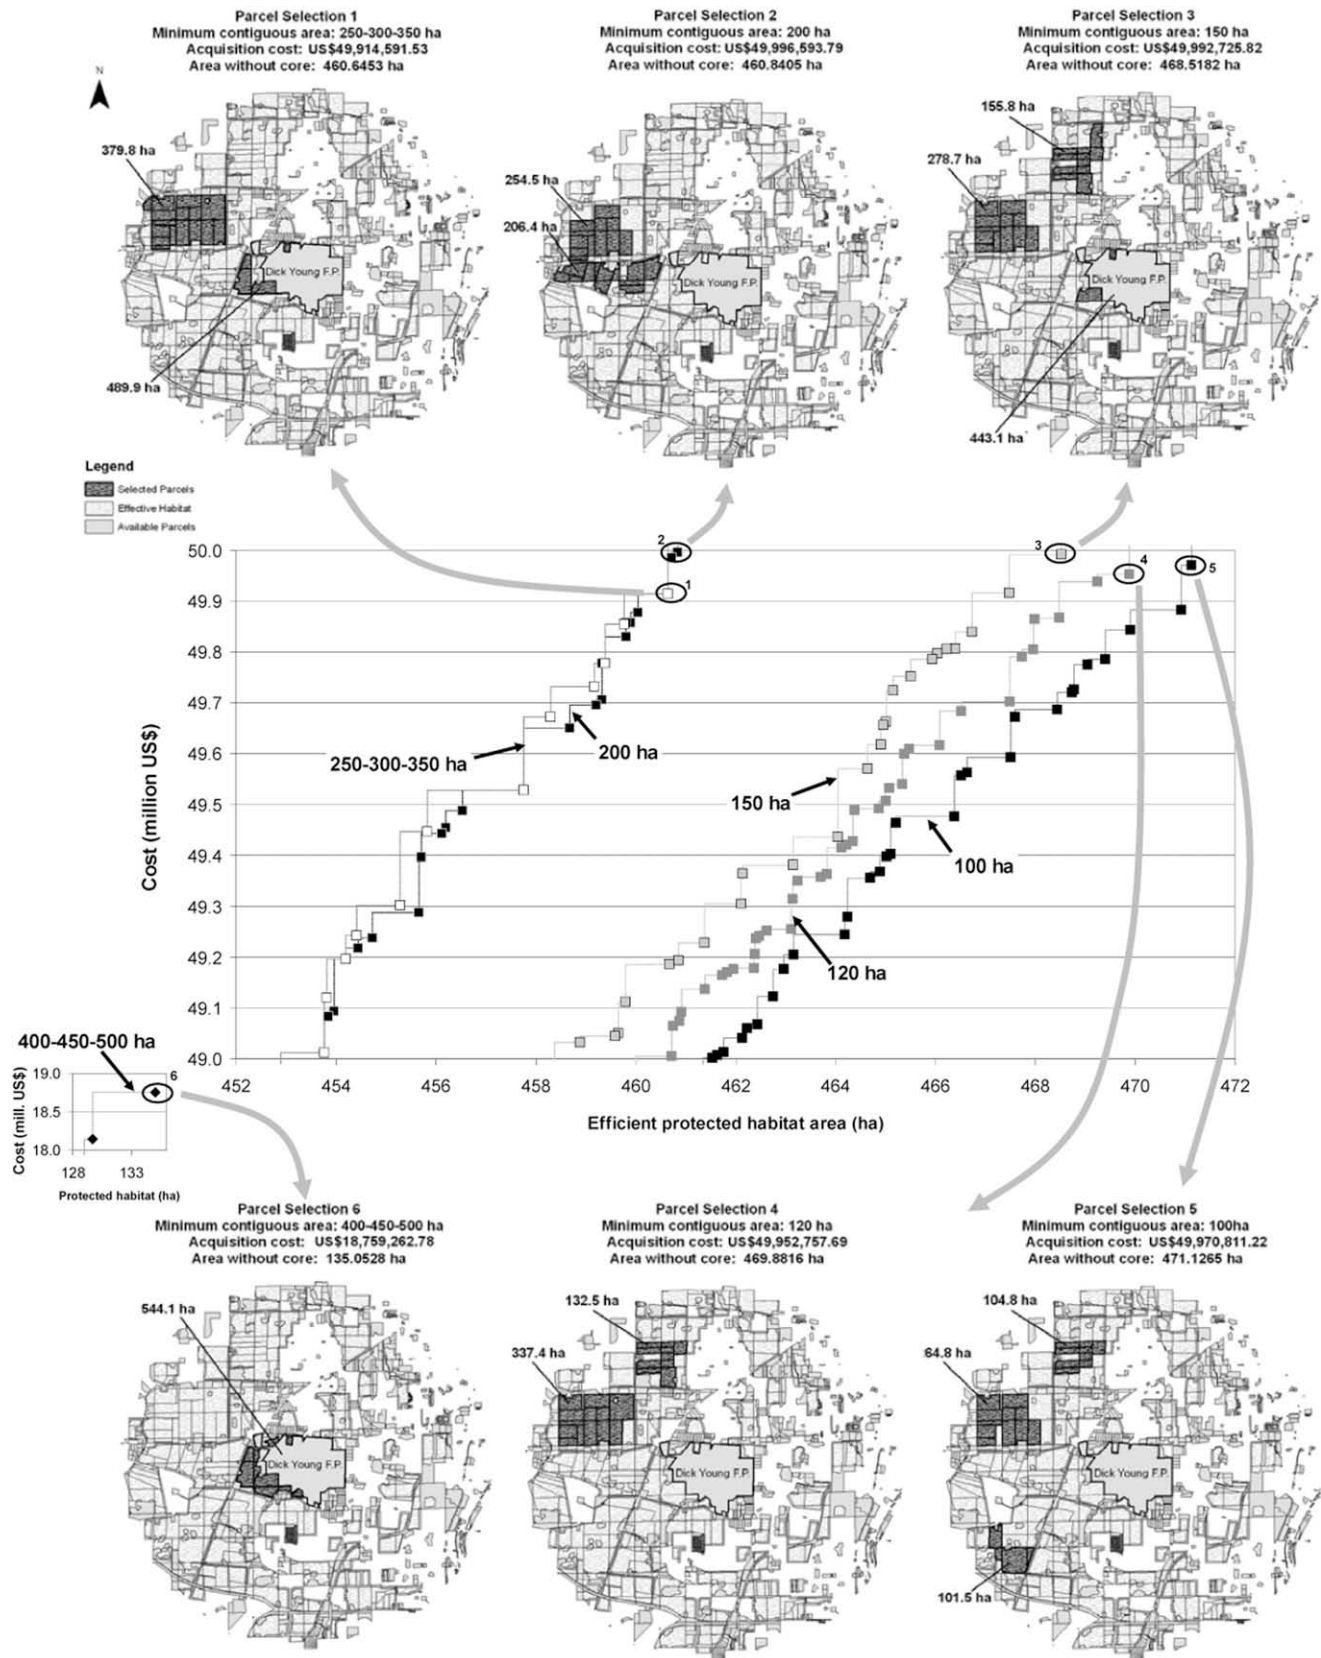 Parcel Selection 1
Minimum contiguous area: 250-300-350 ha
Acquisition cost: US$49,914,591.53
Area without core: 460.6453 ha
Parcel Selection 2
Minimum contiguous area: 200 ha
Acquisition cost: US$49,996,593.79
Area without core: 460.8405 ha
Parcel Selection 3
Minimum contiguous area: 150 ha
Acquisition cost: US$49,992,725.82
Area without core: 468.5182 ha
N
379.8 ha
Dick Young F.P.
489.9 ha
254.5 ha
206.4 ha
Dick Young F.P.
155.8 ha
278.7 ha
Dick Young F.P.
443.1 ha
Legend
Selected Parcels
Effective Habitat
Available Parcels
Cost (million US$)
50.0
49.9
49.8
49.7
49.6
49.5
49.4
49.3
49.2
49.1
49.0
2
1
3
4
5
250-300-350 ha
200 ha
150 ha
100 ha
120 ha
452
454
456
458
460
462
464
466
468
470
472
Efficient protected habitat area (ha)
400-450-500 ha
Cost (mill. US$)
19.0
18.5
18.0
6
128
133
Protected habitat (ha)
Parcel Selection 6
Minimum contiguous area: 400-450-500 ha
Acquisition cost: US$18,759,262.78
Area without core: 135.0528 ha
Parcel Selection 4
Minimum contiguous area: 120 ha
Acquisition cost: US$49,952,757.69
Area without core: 469.8816 ha
Parcel Selection 5
Minimum contiguous area: 100ha
Acquisition cost: US$49,970,811.22
Area without core: 471.1265 ha
544.1 ha
Dick Young F.P.
132.5 ha
337.4 ha
Dick Young F.P.
104.8 ha
64.8 ha
Dick Young F.P.
101.5 ha